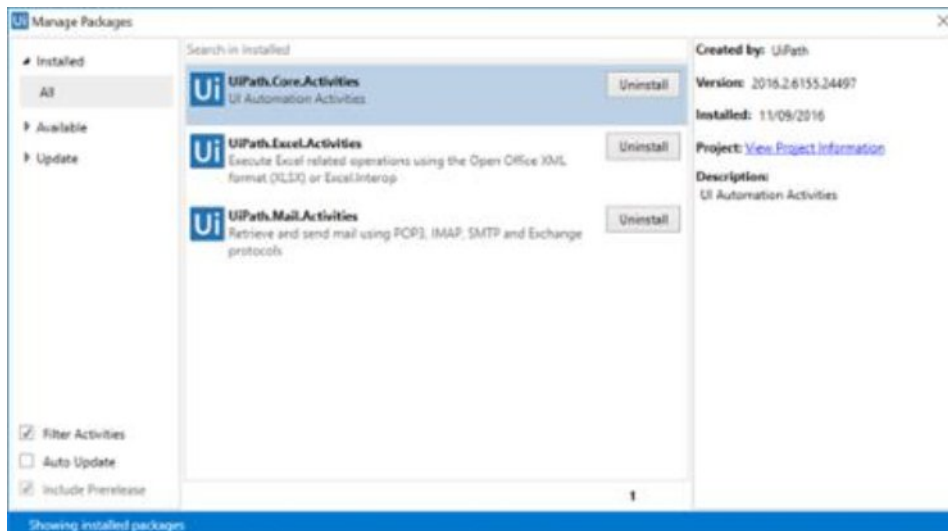 Ui Manage Packages
Installed
All
Available
Update
Filter Activities
Auto Update
Include Prerelease
Search in Installed
Ui UiPath.Core.Activities
UI Automation Activities
Uninstall
Ui UiPath.Excel.Activities
Execute Excel related operations using the Open Office XML
format (XLSX) or Excel.Interop
Uninstall
Ui UiPath.Mail.Activities
Retrieve and send mail using POP3, IMAP, SMTP and Exchange
protocols
Uninstall
1
Created by: UiPath
Version: 2016.2.6155.24497
Installed: 11/09/2016
Project: View Project Information
Description:
UI Automation Activities
Showing installed packages